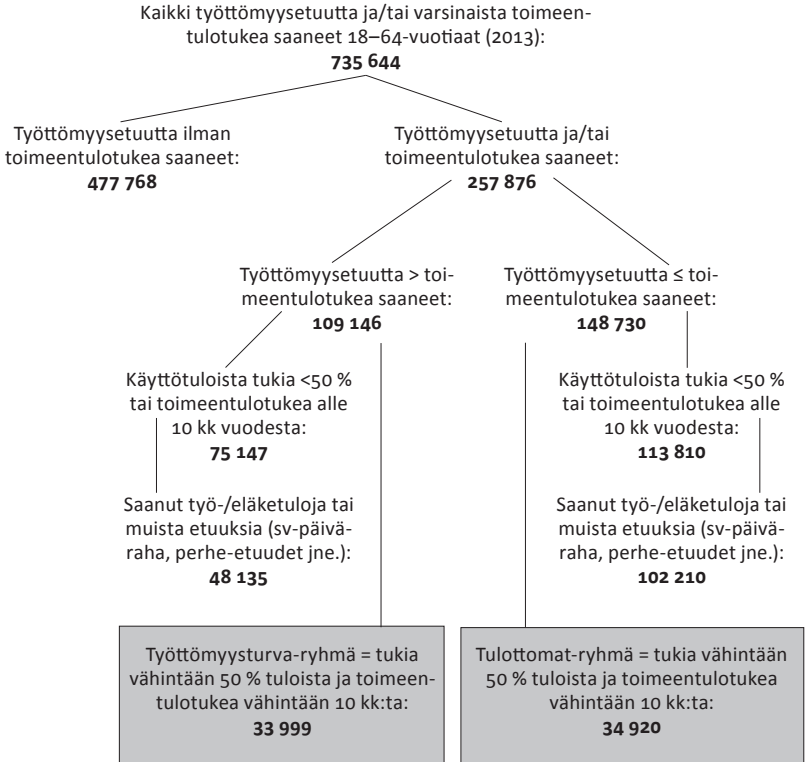 Kaikki työttömyysetuutta ja/tai varsinaista toimeen-
tulotukea saaneet 18–64-vuotiaat (2013):
735 644
Työttömyysetuutta ilman
toimeentulotukea saaneet:
477 768
Työttömyysetuutta ja/tai
toimeentulotukea saaneet:
257 876
Työttömyysetuutta > toi-
meentulotukea saaneet:
109 146
Työttömyysetuutta ≤ toi-
meentulotukea saaneet:
148 730
Käyttötuloista tukia <50 %
tai toimeentulotukea alle
10 kk vuodesta:
75 147
Käyttötuloista tukia <50 %
tai toimeentulotukea alle
10 kk vuodesta:
113 810
Saanut työ-/eläketuloja tai
muista etuuksia (sv-päivä-
raha, perhe-etuudet jne.):
48 135
Saanut työ-/eläketuloja tai
muista etuuksia (sv-päivä-
raha, perhe-etuudet jne.):
102 210
Työttömyysturva-ryhmä = tukia
vähintään 50 % tuloista ja toimeen-
tulotukea vähintään 10 kk:ta:
33 999
Tulottomat-ryhmä = tukia vähintään
50 % tuloista ja toimeentulotukea
vähintään 10 kk:ta:
34 920